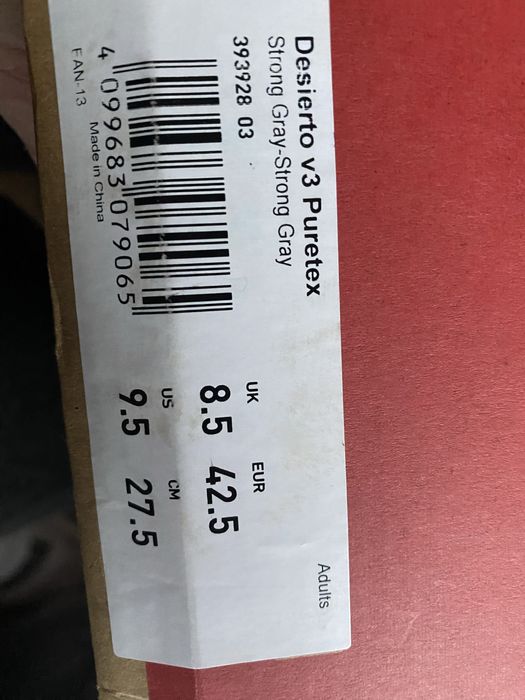 Desierto v3 Puretex
Strong Gray-Strong Gray
393928 03
4 099683 079065
FAN-13
Made in China
UK
8.5
EUR
42.5
US
9.5
CM
27.5
Adults